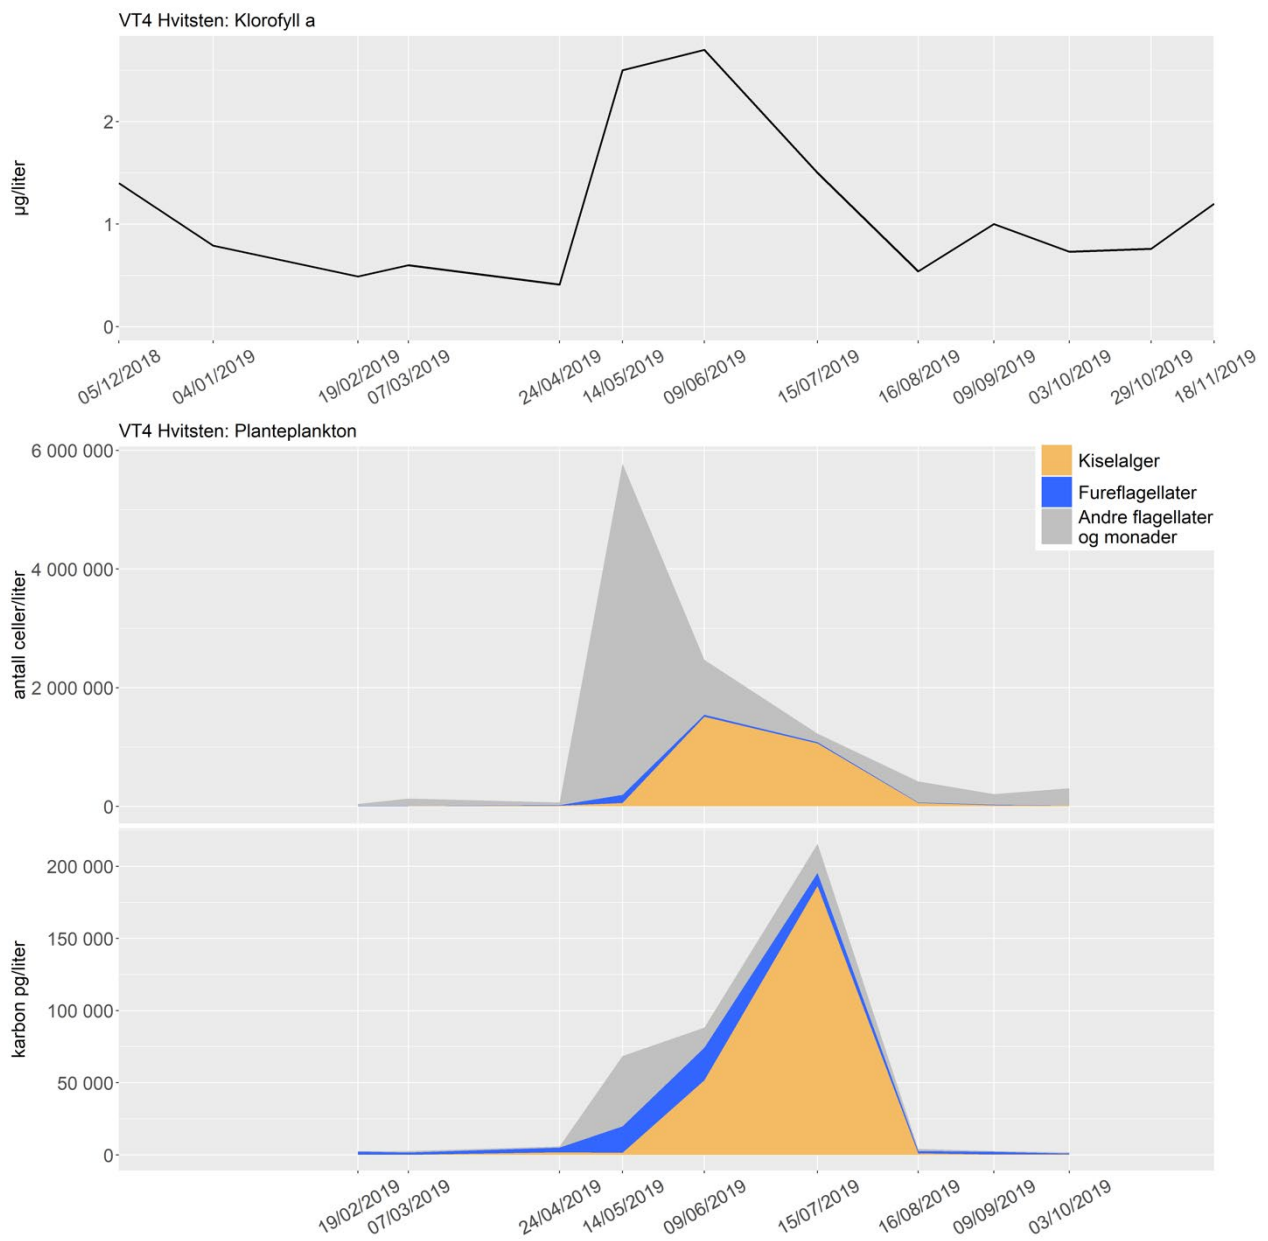 VT4 Hvitsten: Klorofyll a
µg/liter
2
1
0
05/12/2018
04/01/2019
19/02/2019
07/03/2019
24/04/2019
14/05/2019
09/06/2019
15/07/2019
16/08/2019
09/09/2019
03/10/2019
29/10/2019
18/11/2019
VT4 Hvitsten: Planteplankton
antall celler/liter
6 000 000
4 000 000
2 000 000
0
Kiselalger
Fureflagellater
Andre flagellater
og monader
karbon pg/liter
200 000
150 000
100 000
50 000
0
19/02/2019
07/03/2019
24/04/2019
14/05/2019
09/06/2019
15/07/2019
16/08/2019
09/09/2019
03/10/2019